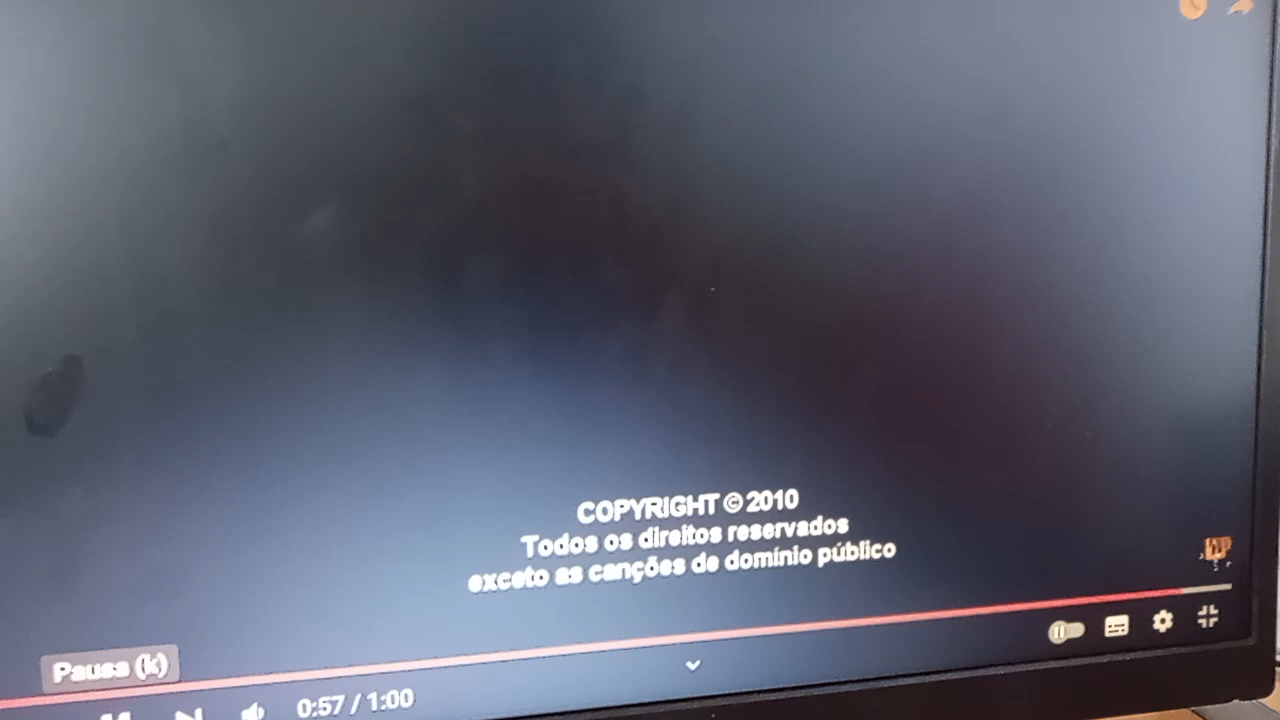 COPYRIGHT © 2010
Todos os direitos reservados
exceto as canções de domínio público
Pausa (k)
0:57 / 1:00